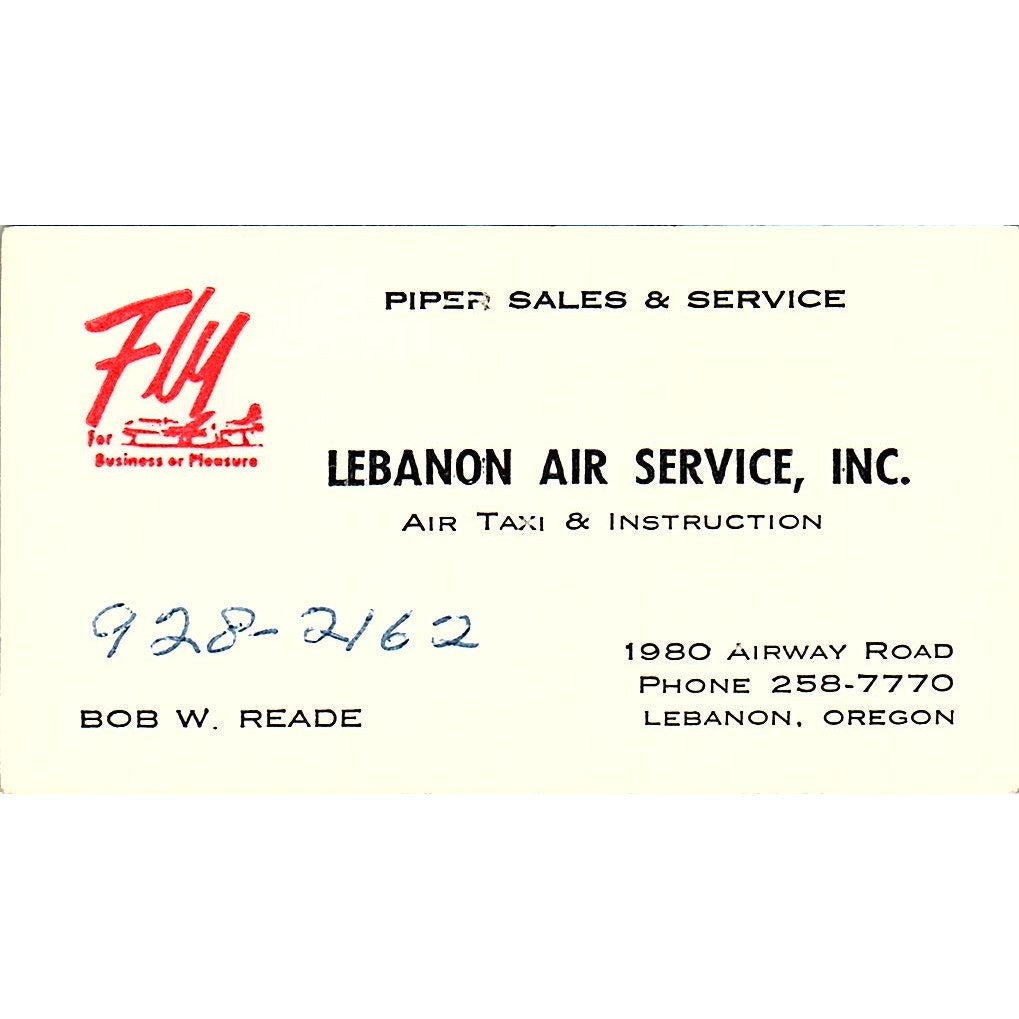 PIPER SALES & SERVICE
Fly
For
Business or Pleasure
LEBANON AIR SERVICE, INC.
AIR TAXI & INSTRUCTION
928-2162
BOB W. READE
1980 AIRWAY ROAD
PHONE 258-7770
LEBANON, OREGON